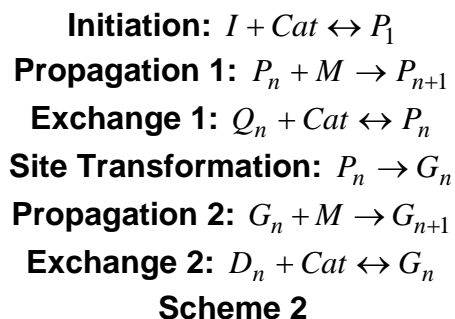 Initiation: I + Cat ↔ P₁
Propagation 1: Pₙ + M → Pₙ₊₁
Exchange 1: Qₙ + Cat ↔ Pₙ
Site Transformation: Pₙ → Gₙ
Propagation 2: Gₙ + M → Gₙ₊₁
Exchange 2: Dₙ + Cat ↔ Gₙ
Scheme 2